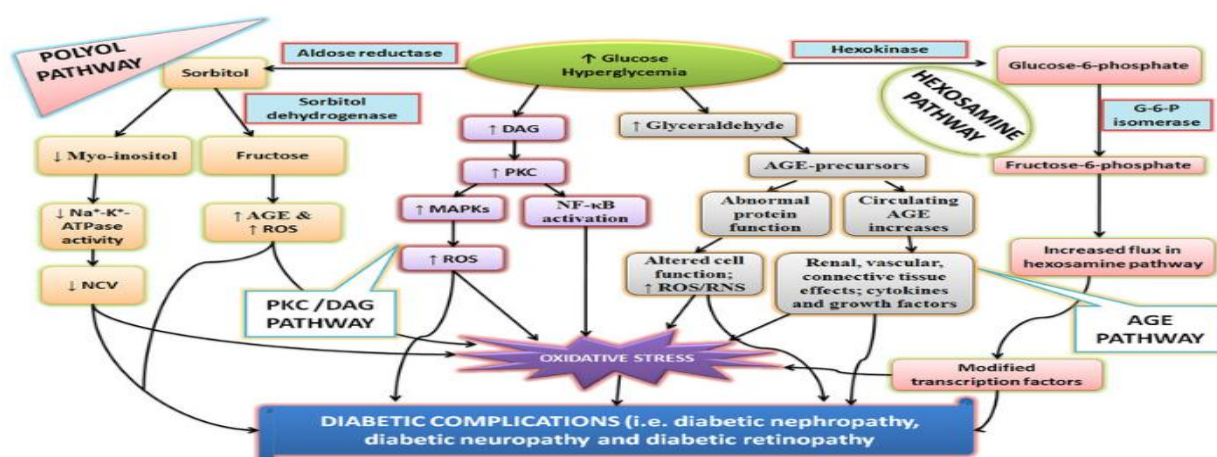 POLYOL
PATHWAY
Aldose reductase
Sorbitol
Sorbitol
dehydrogenase
↓ Myo-inositol
Fructose
↓ Na⁺-K⁺-
ATPase
activity
↑ AGE &
↑ ROS
↓ NCV
↑ Glucose
Hyperglycemia
↑ DAG
↑ PKC
↑ MAPKs
NF-κB
activation
↑ ROS
PKC /DAG
PATHWAY
↑ Glyceraldehyde
AGE-precursors
Abnormal
protein
function
Circulating
AGE
increases
Altered cell
function;
↑ ROS/RNS
Renal, vascular,
connective tissue
effects; cytokines
and growth factors
AGE
PATHWAY
Hexokinase
Glucose-6-phosphate
HEXOSAMINE
PATHWAY
G-6-P
isomerase
Fructose-6-phosphate
Increased flux in
hexosamine pathway
Modified
transcription factors
OXIDATIVE STRESS
DIABETIC COMPLICATIONS (i.e. diabetic nephropathy,
diabetic neuropathy and diabetic retinopathy